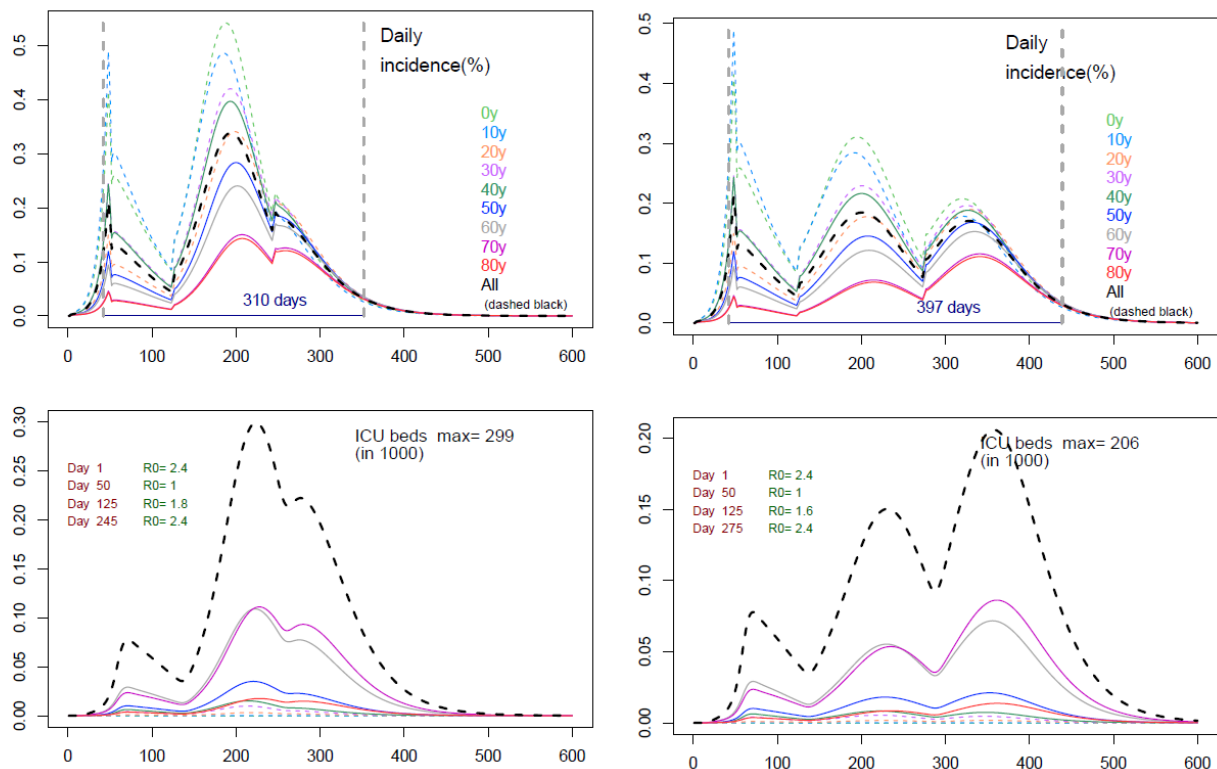 Daily
incidence(%)
0y
10y
20y
30y
40y
50y
60y
70y
80y
All
(dashed black)
310 days
0.0 0.1 0.2 0.3 0.4 0.5
0 100 200 300 400 500 600
Daily
incidence(%)
0y
10y
20y
30y
40y
50y
60y
70y
80y
All
(dashed black)
397 days
0.0 0.1 0.2 0.3 0.4 0.5
0 100 200 300 400 500 600
ICU beds max= 299
(in 1000)
Day 1 R0= 2.4
Day 50 R0= 1
Day 125 R0= 1.8
Day 245 R0= 2.4
0.00 0.05 0.10 0.15 0.20 0.25 0.30
0 100 200 300 400 500 600
ICU beds max= 206
(in 1000)
Day 1 R0= 2.4
Day 50 R0= 1
Day 125 R0= 1.6
Day 275 R0= 2.4
0.00 0.05 0.10 0.15 0.20
0 100 200 300 400 500 600